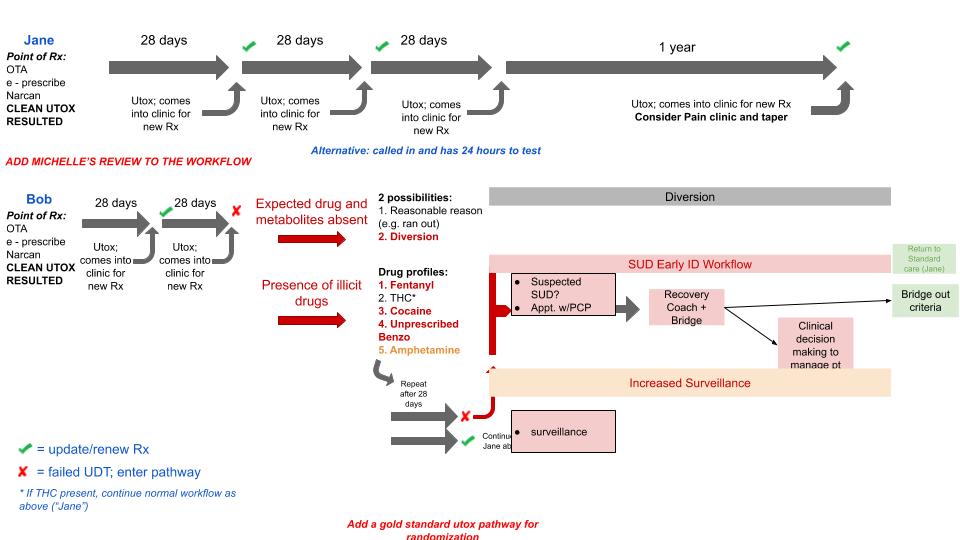 Jane
Point of Rx:
OTA
e - prescribe
Narcan
CLEAN UTOX
RESULTED
28 days
28 days
28 days
1 year
Utox; comes
into clinic for
new Rx
Utox; comes
into clinic for
new Rx
Utox; comes
into clinic for
new Rx
Utox; comes into clinic for new Rx
Consider Pain clinic and taper
Alternative: called in and has 24 hours to test
ADD MICHELLE'S REVIEW TO THE WORKFLOW
Bob
Point of Rx:
OTA
e - prescribe
Narcan
CLEAN UTOX
RESULTED
28 days
28 days
Utox;
comes into
clinic for
new Rx
Utox;
comes into
clinic for
new Rx
Expected drug and
metabolites absent
Presence of illicit
drugs
2 possibilities:
1. Reasonable reason
(e.g. ran out)
2. Diversion
Drug profiles:
1. Fentanyl
2. THC*
3. Cocaine
4. Unprescribed
Benzo
5. Amphetamine
Repeat
after 28
days
Continue
Jane ab
Diversion
SUD Early ID Workflow
● Suspected
SUD?
● Appt. w/PCP
Recovery
Coach +
Bridge
Return to
Standard
care (Jane)
Bridge out
criteria
Clinical
decision
making to
manage pt
Increased Surveillance
● surveillance
= update/renew Rx
= failed UDT; enter pathway
* If THC present, continue normal workflow as
above ("Jane")
Add a gold standard utox pathway for
randomization